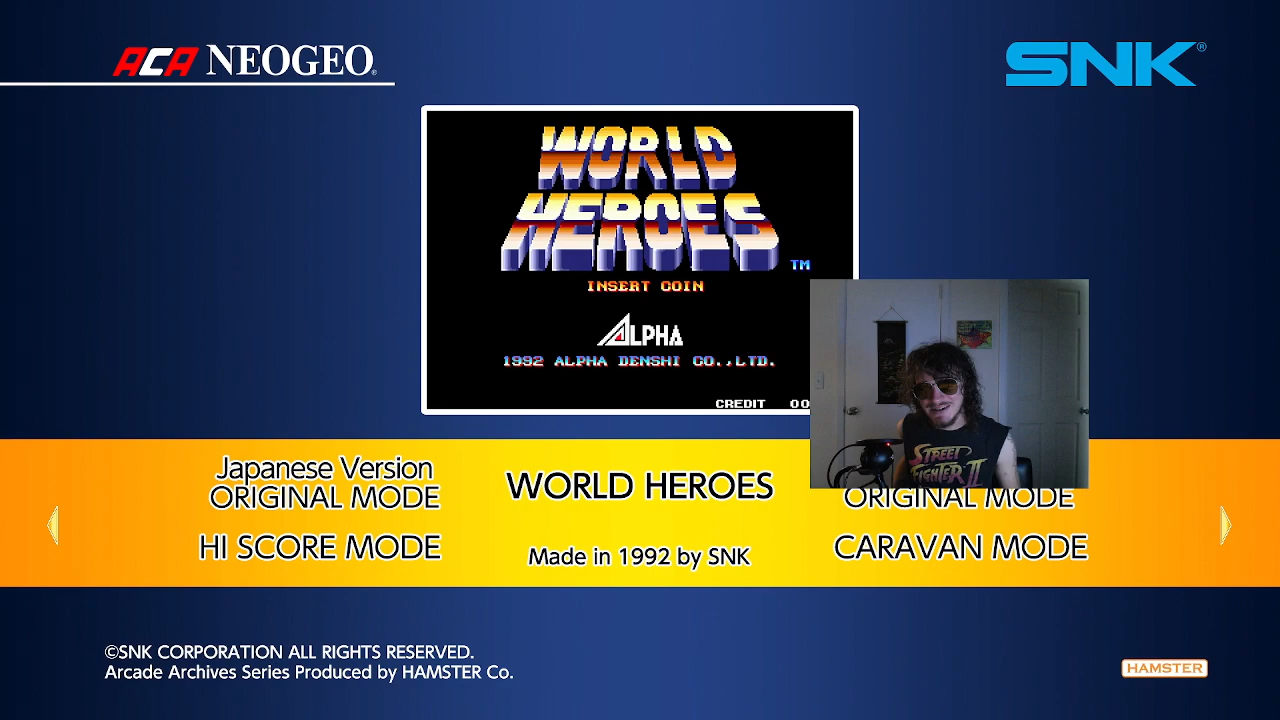 ACA NEOGEO®
SNK®
WORLD
HEROES
TM
INSERT COIN
ALPHA
1992 ALPHA DENSHI CO.,LTD.
CREDIT 00
STREET
FIGHTER II
Japanese Version
ORIGINAL MODE
WORLD HEROES
ORIGINAL MODE
HI SCORE MODE
Made in 1992 by SNK
CARAVAN MODE
©SNK CORPORATION ALL RIGHTS RESERVED.
Arcade Archives Series Produced by HAMSTER Co.
HAMSTER